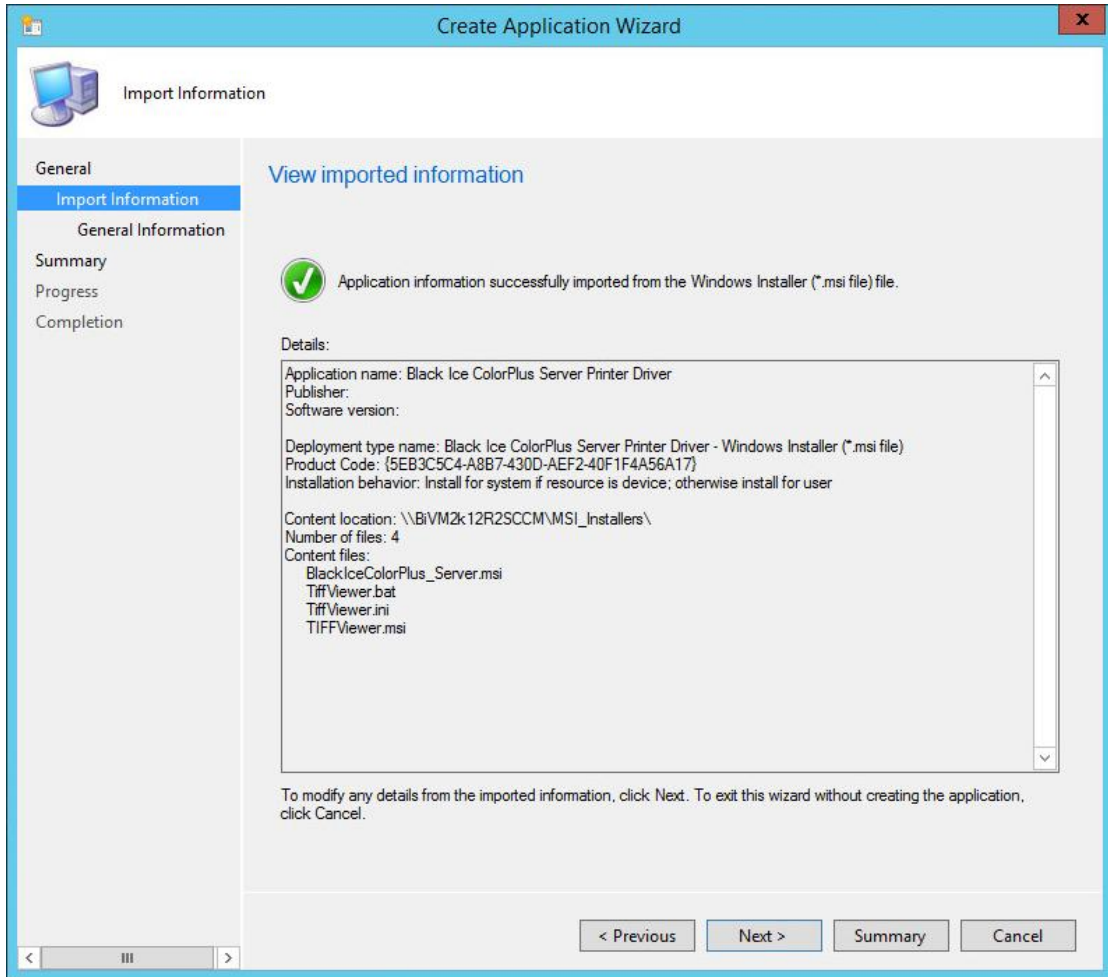 Create Application Wizard
x
Import Information
General
Import Information
General Information
Summary
Progress
Completion
View imported information
Application information successfully imported from the Windows Installer (*.msi file) file.
Details:
Application name: Black Ice ColorPlus Server Printer Driver
Publisher:
Software version:
Deployment type name: Black Ice ColorPlus Server Printer Driver - Windows Installer (*.msi file)
Product Code: {5EB3C5C4-A8B7-430D-AEF2-40F1F4A56A17}
Installation behavior: Install for system if resource is device; otherwise install for user
Content location: \\BiVM2k12R2SCCM\MSI_Installers\
Number of files: 4
Content files:
BlackIceColorPlus_Server.msi
TiffViewer.bat
TiffViewer.ini
TIFFViewer.msi
To modify any details from the imported information, click Next. To exit this wizard without creating the application,
click Cancel.
< Previous
Next >
Summary
Cancel